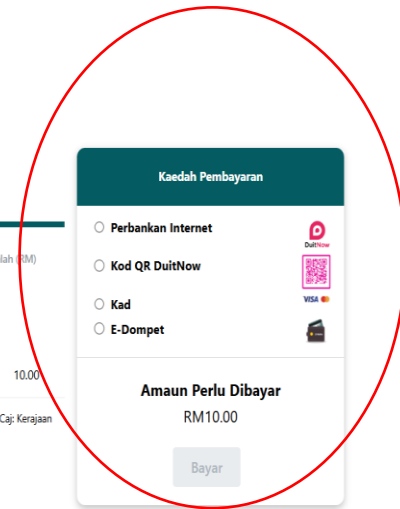 Kaedah Pembayaran
Perbankan Internet
DuitNow
(RM)
Kod QR DuitNow
Kad
VISA
E-Dompet
10.00
Amaun Perlu Dibayar
RM10.00
Caj: Kerajaan
Bayar